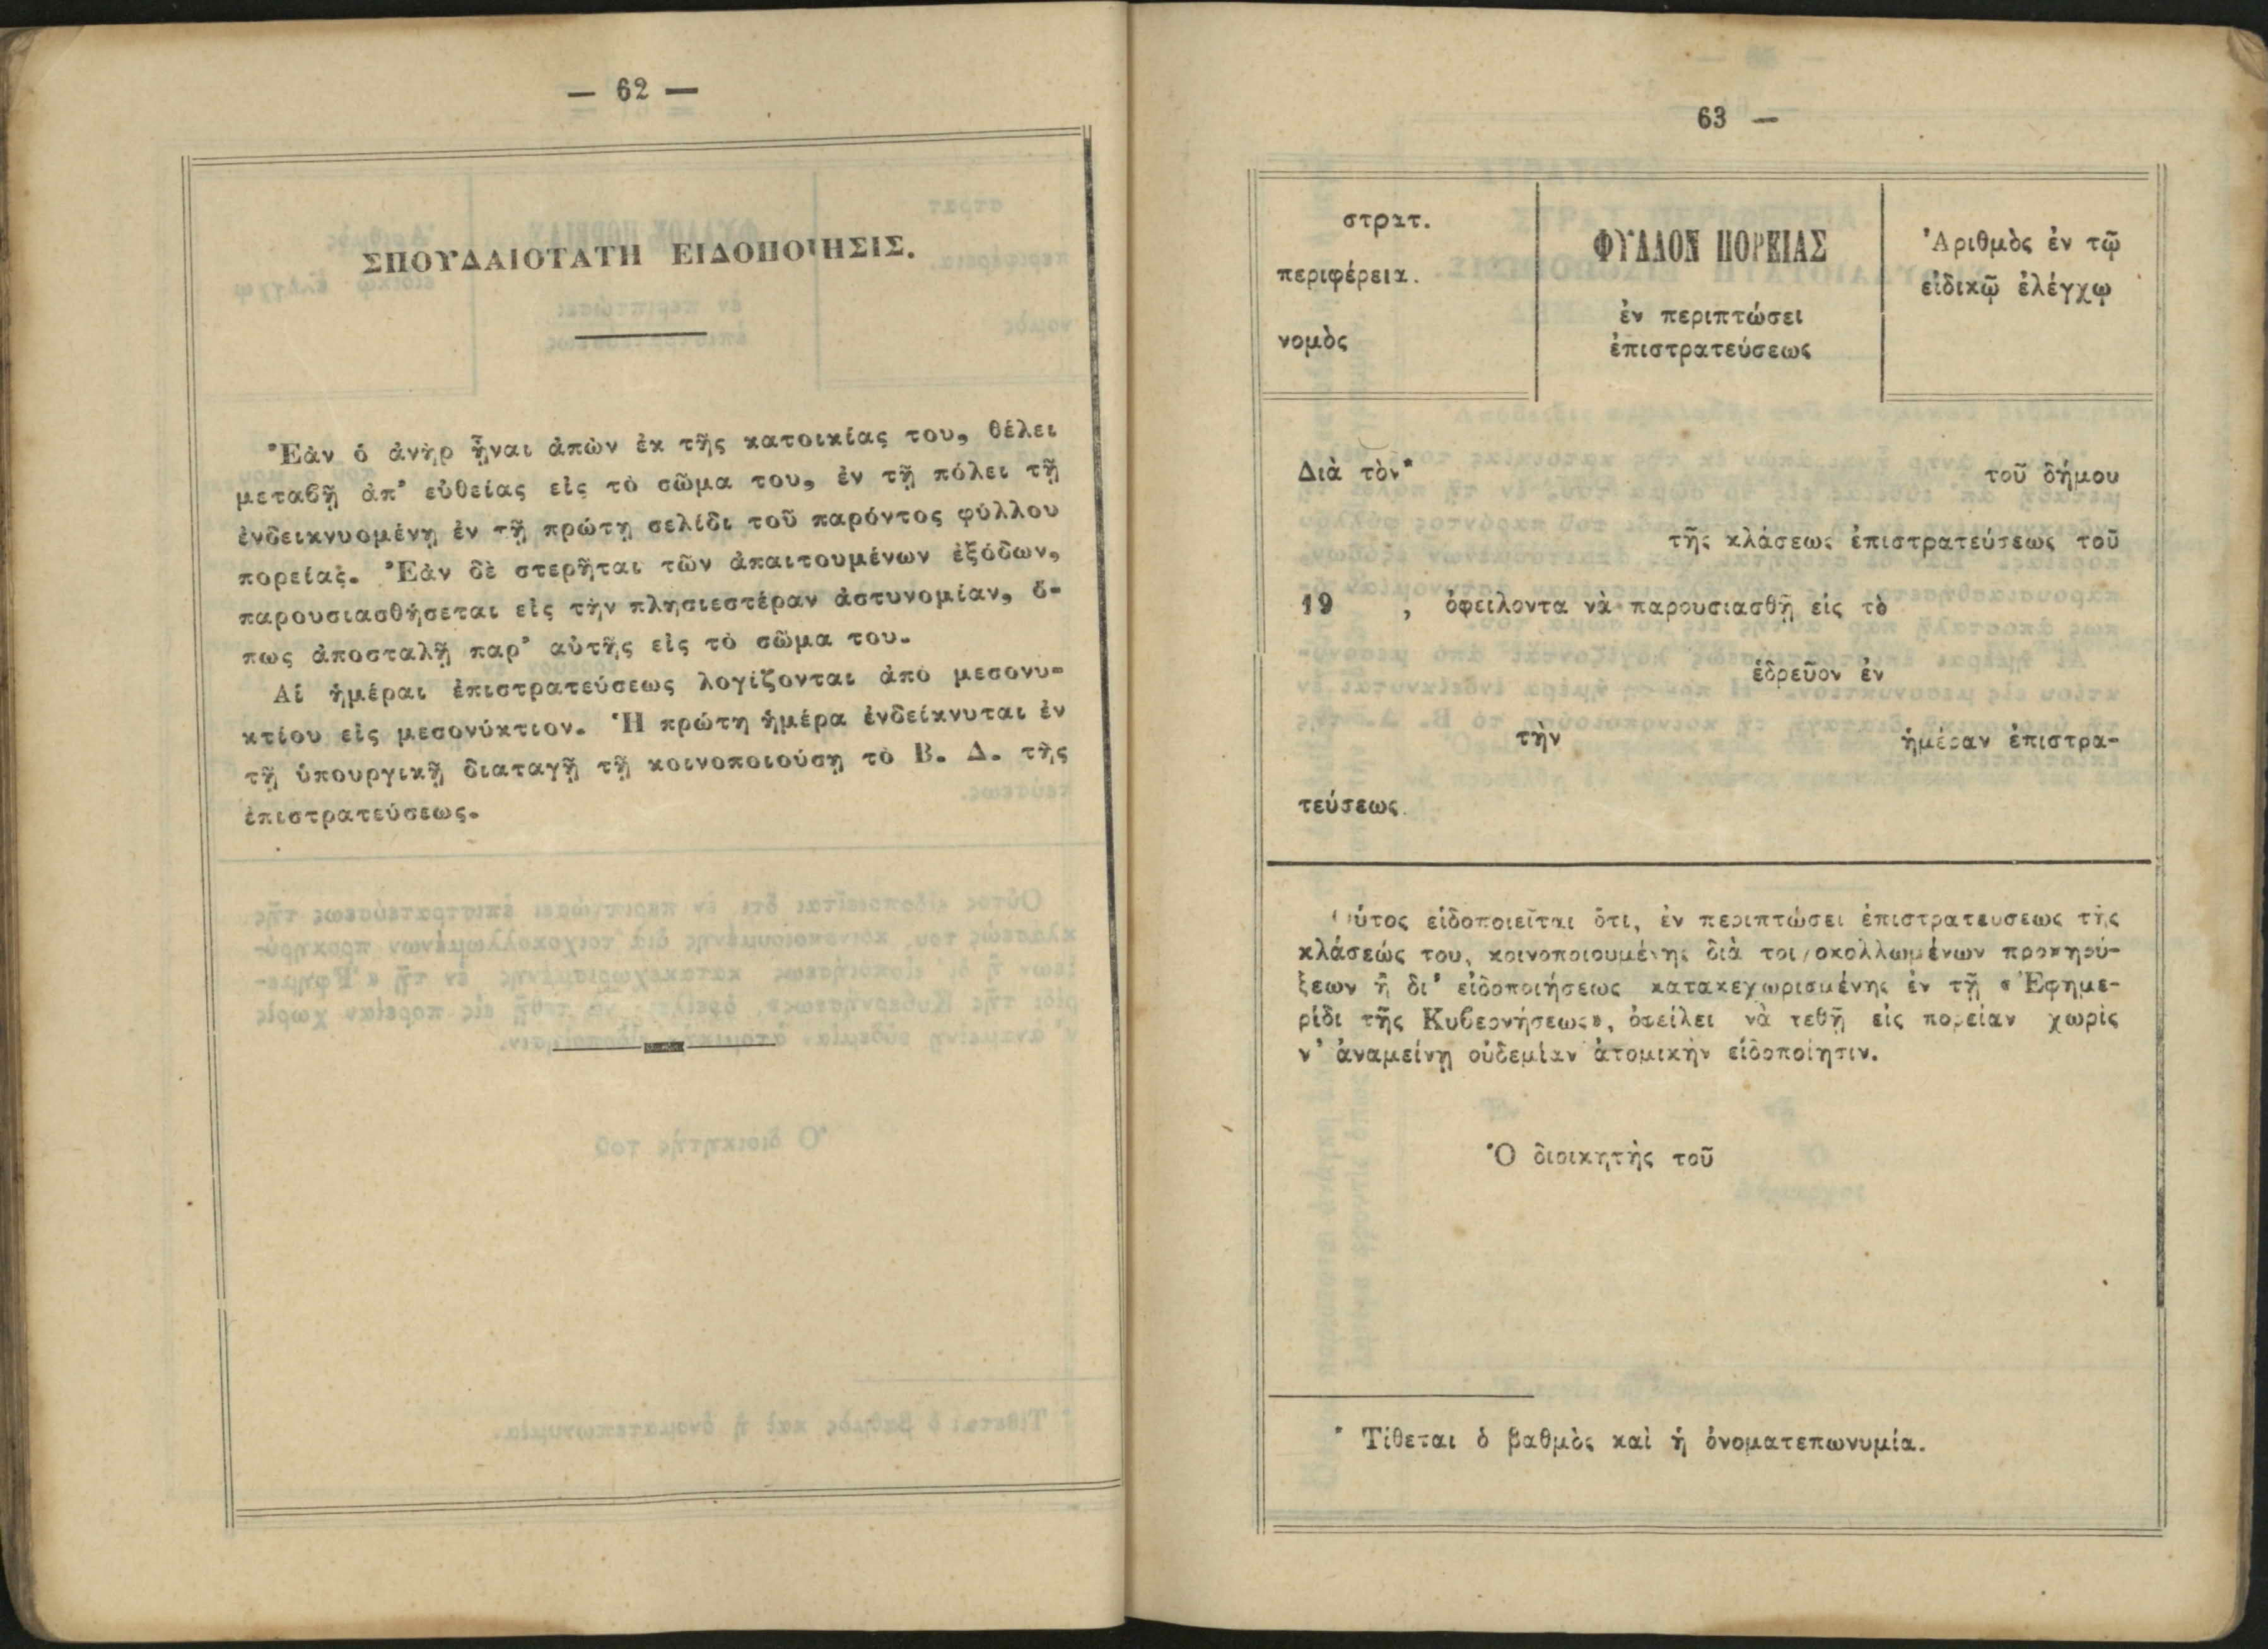 — 62 —
ΣΠΟΥΔΑΙΟΤΑΤΗ ΕΙΔΟΠΟΙΗΣΙΣ.
Ἐὰν ὁ ἀνὴρ ᾖναι ἀπὼν ἐκ τῆς κατοικίας του, θέλει
μεταβῇ ἀπ' εὐθείας εἰς τὸ σῶμα του, ἐν τῇ πόλει τῇ
ἐνδεικνυομένῃ ἐν τῇ πρώτῃ σελίδι τοῦ παρόντος φύλλου
πορείας. Ἐὰν δὲ στερῆται τῶν ἀπαιτουμένων ἐξόδων,
παρουσιασθήσεται εἰς τὴν πλησιεστέραν ἀστυνομίαν, ὅ-
πως ἀποσταλῇ παρ' αὐτῆς εἰς τὸ σῶμα του.
Αἱ ἡμέραι ἐπιστρατεύσεως λογίζονται ἀπὸ μεσονυ-
κτίου εἰς μεσονύκτιον. Ἡ πρώτη ἡμέρα ἐνδείκνυται ἐν
τῇ ὑπουργικῇ διαταγῇ τῇ κοινοποιούσῃ τὸ Β. Δ. τῆς
ἐπιστρατεύσεως.
63 —
στρατ.
περιφέρεια.
νομὸς
ΦΥΛΛΟΝ ΠΟΡΕΙΑΣ
ἐν περιπτώσει
ἐπιστρατεύσεως
Ἀριθμὸς ἐν τῷ
εἰδικῷ ἐλέγχῳ
Διὰ τὸν* τοῦ δήμου
τῆς κλάσεως ἐπιστρατεύσεως τοῦ
19 , ὀφείλοντα νὰ παρουσιασθῇ εἰς τὸ
ἑδρεῦον ἐν
τὴν ἡμέραν ἐπιστρα-
τεύσεως.
Οὗτος εἰδοποιεῖται ὅτι, ἐν περιπτώσει ἐπιστρατευσεως τῆς
κλάσεώς του, κοινοποιουμένης διὰ τοιχοκολλωμένων προκηρύ-
ξεων ἢ δι' εἰδοποιήσεως κατακεχωρισμένης ἐν τῇ «Ἐφημε-
ρίδι τῆς Κυβερνήσεως», ὀφείλει νὰ τεθῇ εἰς πορείαν χωρὶς
ν' ἀναμείνῃ οὐδεμίαν ἀτομικὴν εἰδοποίησιν.
Ὁ διοικητὴς τοῦ
* Τίθεται ὁ βαθμὸς καὶ ἡ ὀνοματεπωνυμία.